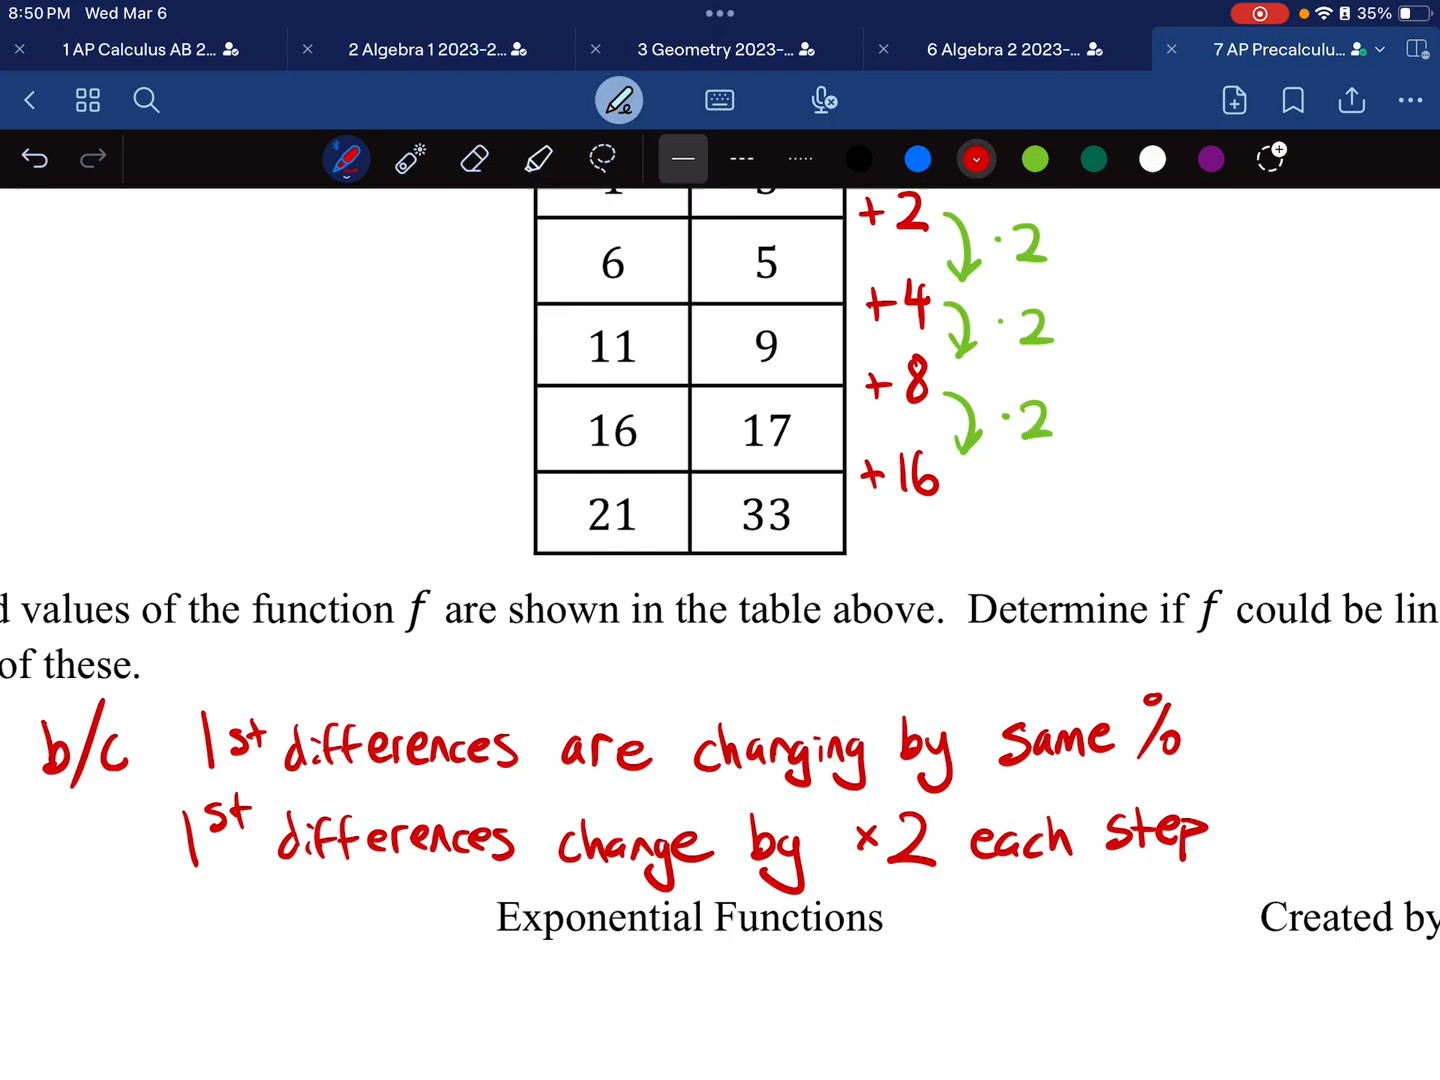 8:50 PM Wed Mar 6
35%
1 AP Calculus AB 2...
2 Algebra 1 2023-2...
3 Geometry 2023-...
6 Algebra 2 2023-...
7 AP Precalculu...
+2
· 2
6 5
+4
· 2
11 9
+8
· 2
16 17
+16
21 33
values of the function f are shown in the table above. Determine if f could be lin
of these.
b/c 1st differences are changing by same %
1st differences change by ×2 each step
Exponential Functions
Created by